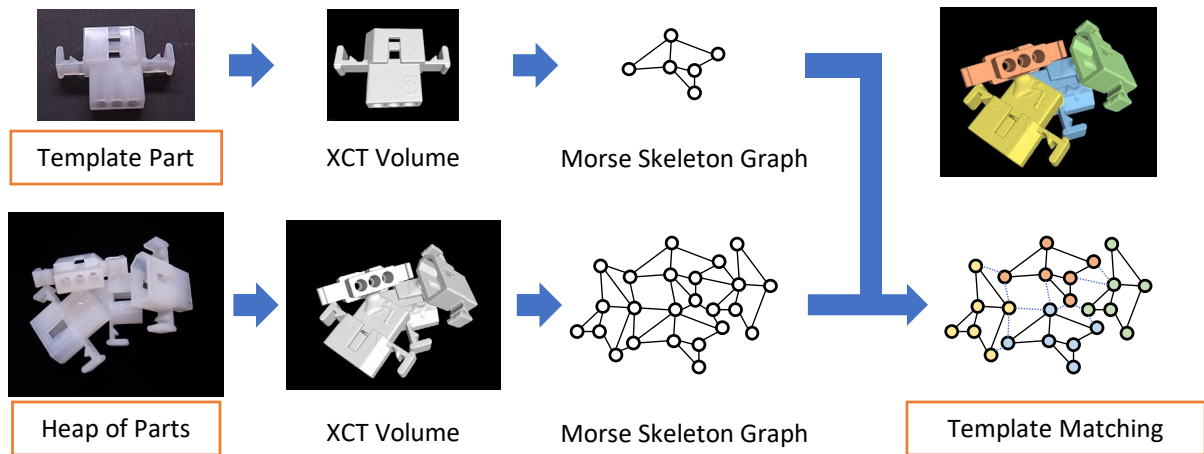 Template Part
XCT Volume
Morse Skeleton Graph
Heap of Parts
XCT Volume
Morse Skeleton Graph
Template Matching